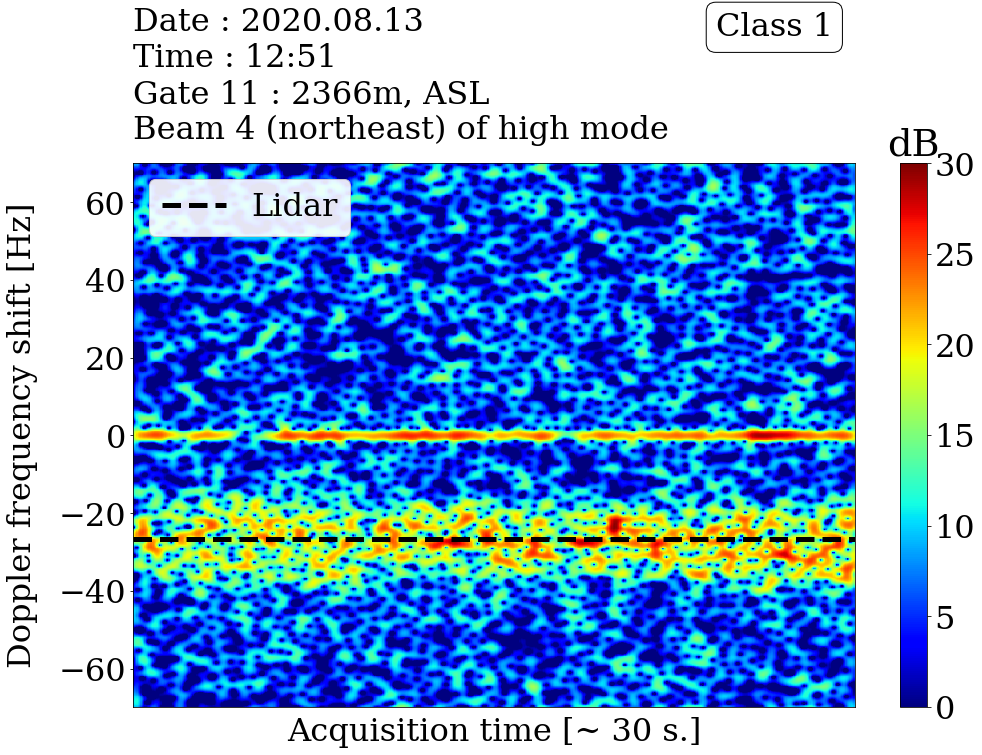 Date : 2020.08.13
Time : 12:51
Gate 11 : 2366m, ASL
Beam 4 (northeast) of high mode
Class 1
dB
Lidar
Doppler frequency shift [Hz]
60
40
20
0
−20
−40
−60
Acquisition time [~ 30 s.]
30
25
20
15
10
5
0